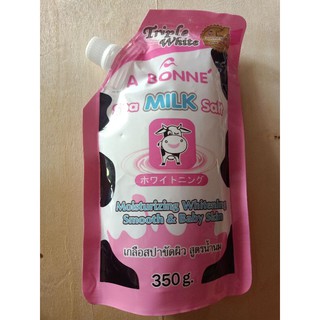 Triple
White
A BONNE'
Spa MILK Salt
ホワイトニング
Moisturizing Whitening
Smooth & Baby Skin
เกลือสปาขัดผิว สูตรน้ำนม
350 g.